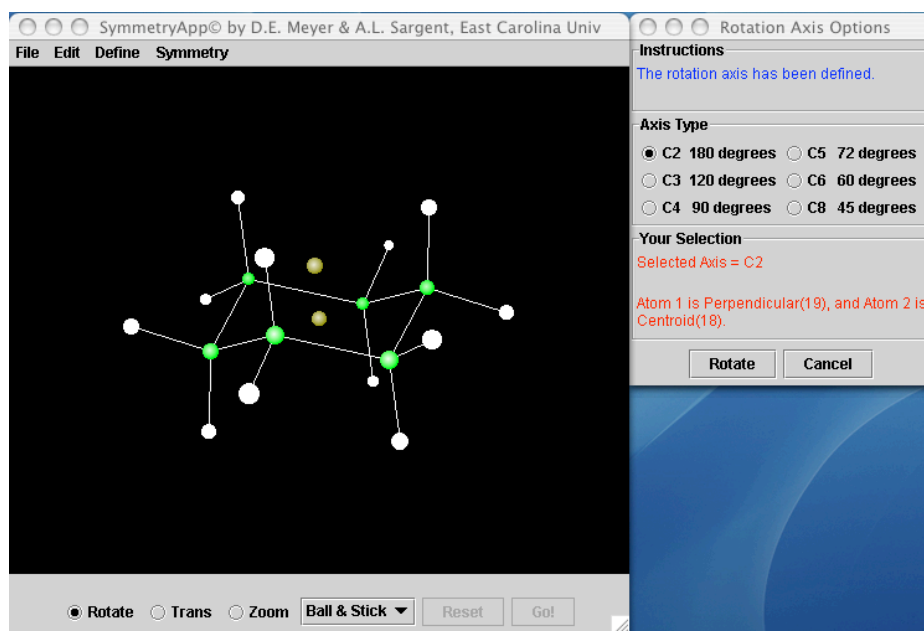 SymmetryApp© by D.E. Meyer & A.L. Sargent, East Carolina Univ
File Edit Define Symmetry
Rotate Trans Zoom Ball & Stick Reset Go!
Rotation Axis Options
Instructions
The rotation axis has been defined.
Axis Type
C2 180 degrees C5 72 degrees
C3 120 degrees C6 60 degrees
C4 90 degrees C8 45 degrees
Your Selection
Selected Axis = C2
Atom 1 is Perpendicular(19), and Atom 2 is
Centroid(18).
Rotate Cancel